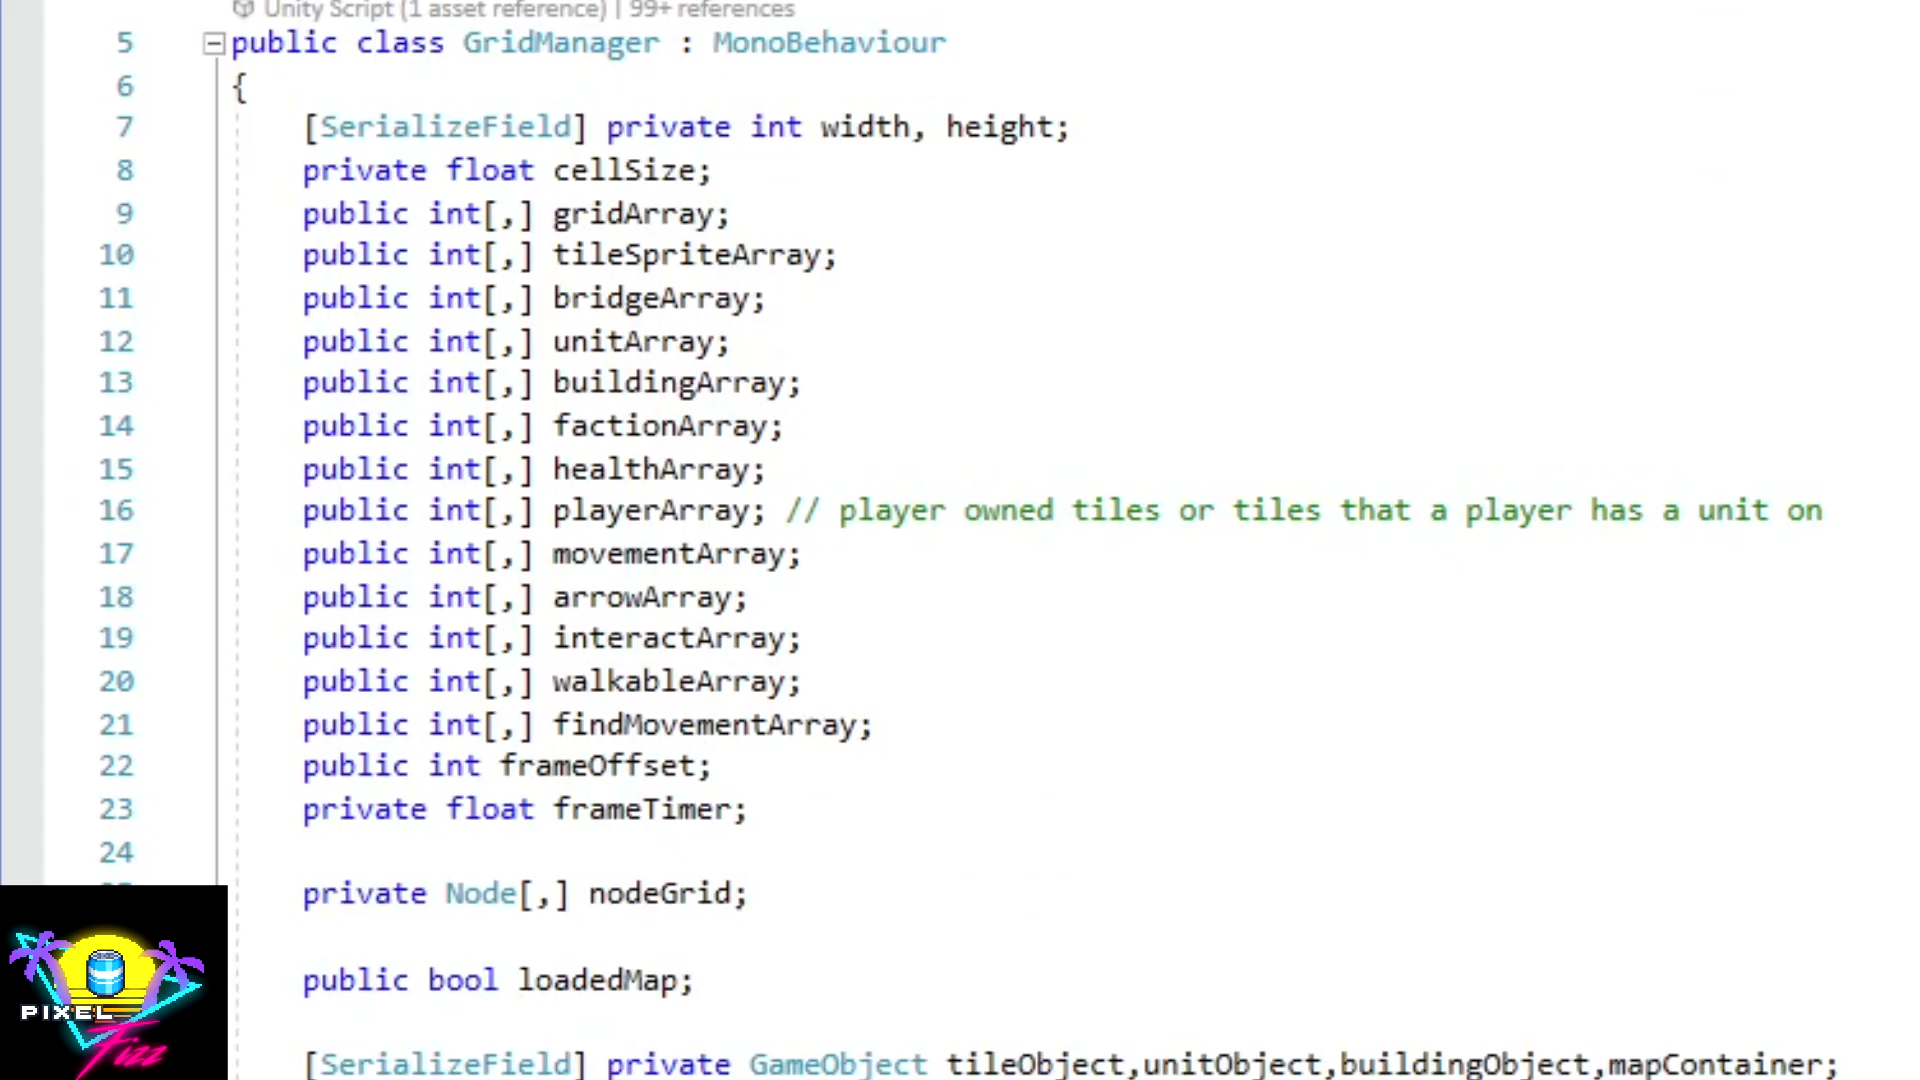 Unity Script (1 asset reference) | 99+ references
5 public class GridManager : MonoBehaviour
6 {
7 [SerializeField] private int width, height;
8 private float cellSize;
9 public int[,] gridArray;
10 public int[,] tileSpriteArray;
11 public int[,] bridgeArray;
12 public int[,] unitArray;
13 public int[,] buildingArray;
14 public int[,] factionArray;
15 public int[,] healthArray;
16 public int[,] playerArray; // player owned tiles or tiles that a player has a unit on
17 public int[,] movementArray;
18 public int[,] arrowArray;
19 public int[,] interactArray;
20 public int[,] walkableArray;
21 public int[,] findMovementArray;
22 public int frameOffset;
23 private float frameTimer;
24
private Node[,] nodeGrid;
public bool loadedMap;
[SerializeField] private GameObject tileObject,unitObject,buildingObject,mapContainer;
PIXEL
Fizz